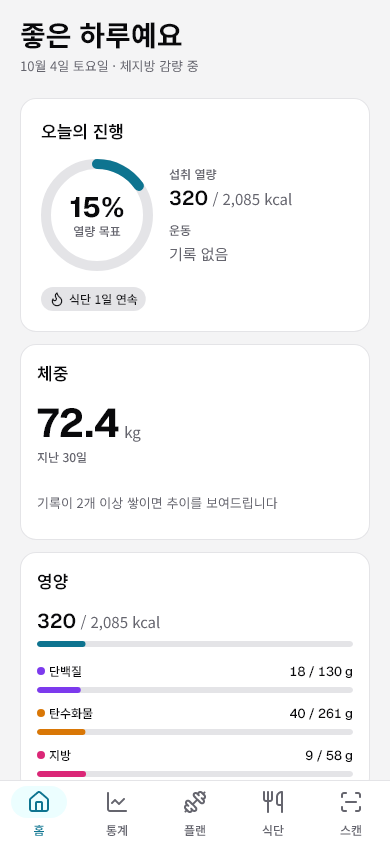 좋은 하루예요
10월 4일 토요일 · 체지방 감량 중
오늘의 진행
15%
열량 목표
섭취 열량
320 / 2,085 kcal
운동
기록 없음
식단 1일 연속
체중
72.4 kg
지난 30일
기록이 2개 이상 쌓이면 추이를 보여드립니다
영양
320 / 2,085 kcal
단백질 18 / 130 g
탄수화물 40 / 261 g
지방 9 / 58 g
홈 통계 플랜 식단 스캔